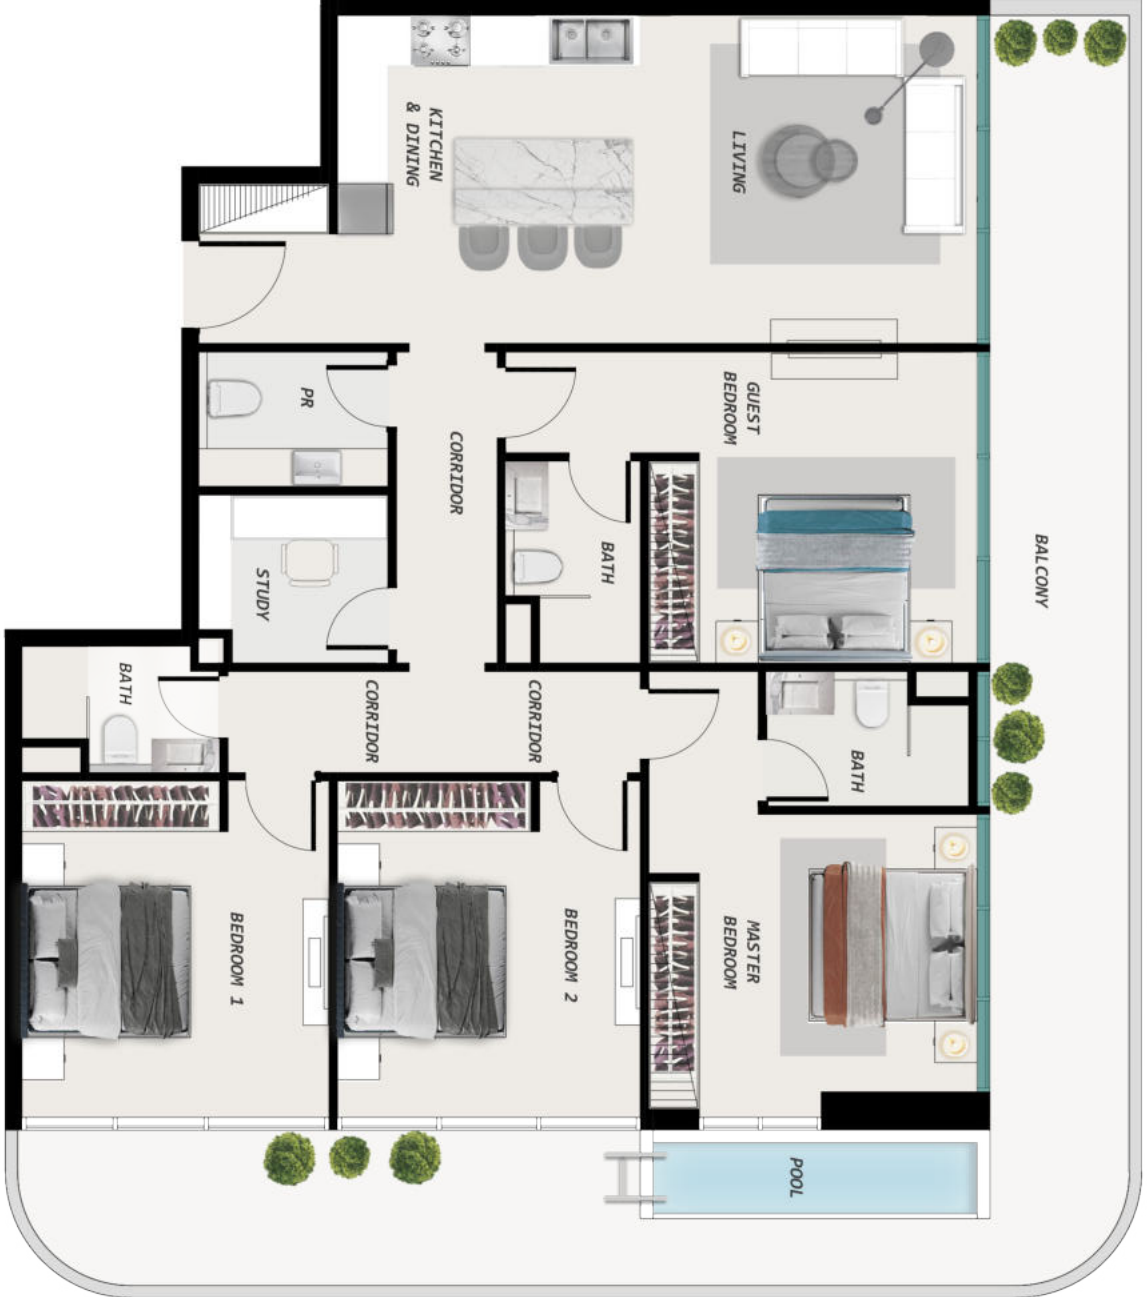 KITCHEN
& DINING
LIVING
PR
CORRIDOR
GUEST
BEDROOM
STUDY
BATH
BALCONY
BATH
CORRIDOR
CORRIDOR
BATH
BEDROOM 1
BEDROOM 2
MASTER
BEDROOM
POOL